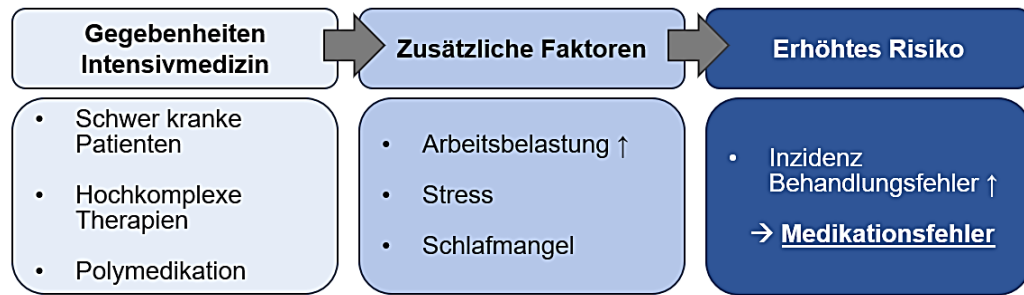 Gegebenheiten
Intensivmedizin
Zusätzliche Faktoren
Erhöhtes Risiko
• Schwer kranke
Patienten
• Hochkomplexe
Therapien
• Polymedikation
• Arbeitsbelastung ↑
• Stress
• Schlafmangel
• Inzidenz
Behandlungsfehler ↑
→ Medikationsfehler